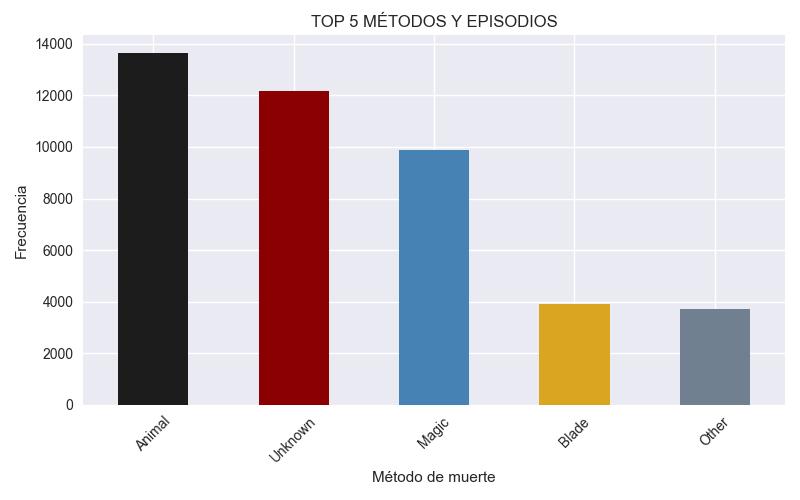 TOP 5 MÉTODOS Y EPISODIOS
14000
12000
10000
8000
6000
4000
2000
0
Frecuencia
Animal
Unknown
Magic
Blade
Other
Método de muerte